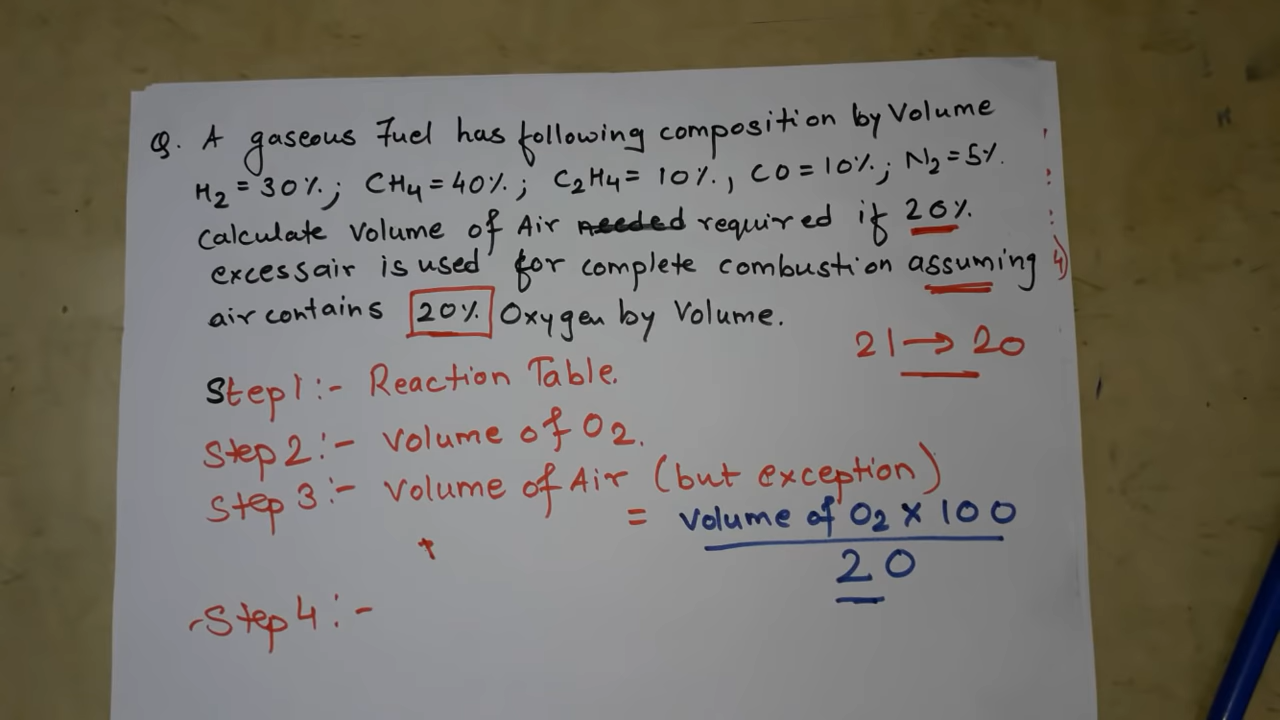 Q. A gaseous Fuel has following composition by Volume
H₂ = 30%; CH₄ = 40%; C₂H₄ = 10%, CO = 10%; N₂ = 5%.
Calculate Volume of Air needed required if 20%
excess air is used for complete combustion assuming 4)
air contains 20% Oxygen by Volume.
21 → 20
Step 1 :- Reaction Table.
Step 2 :- Volume of O₂.
Step 3 :- Volume of Air (but exception)
= Volume of O₂ × 100
20
Step 4 :-